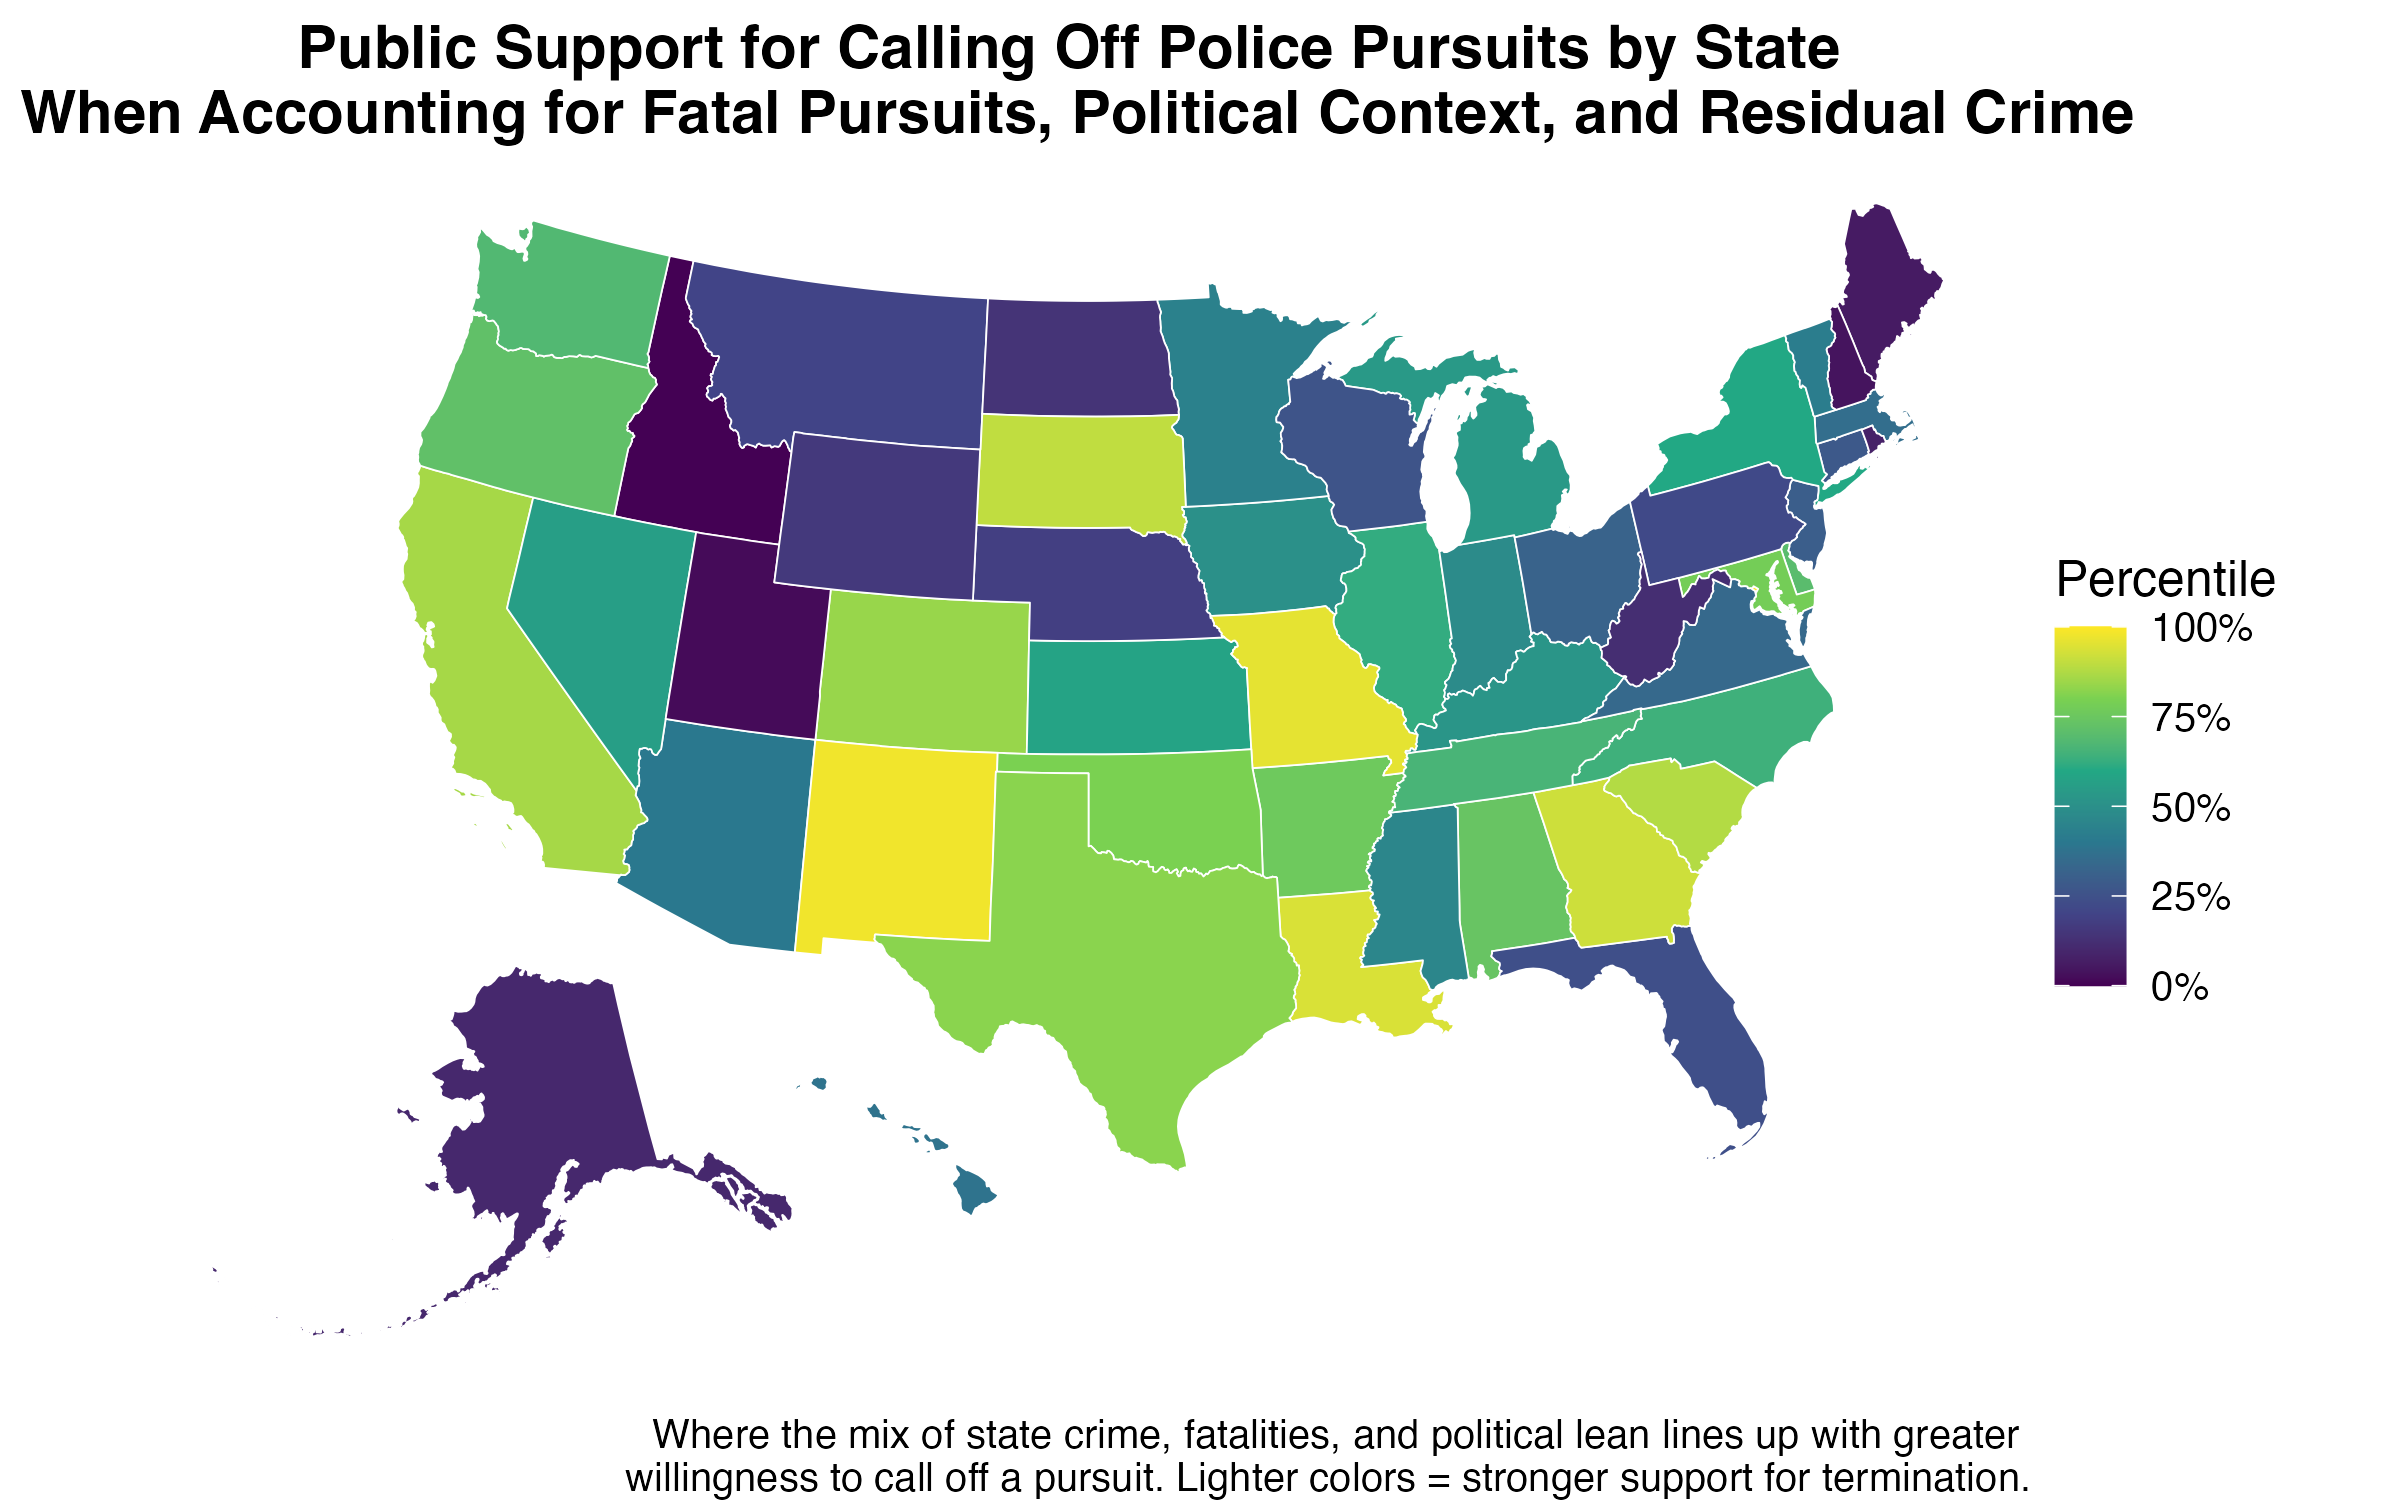 Public Support for Calling Off Police Pursuits by State
When Accounting for Fatal Pursuits, Political Context, and Residual Crime
Percentile
100%
75%
50%
25%
0%
Where the mix of state crime, fatalities, and political lean lines up with greater
willingness to call off a pursuit. Lighter colors = stronger support for termination.